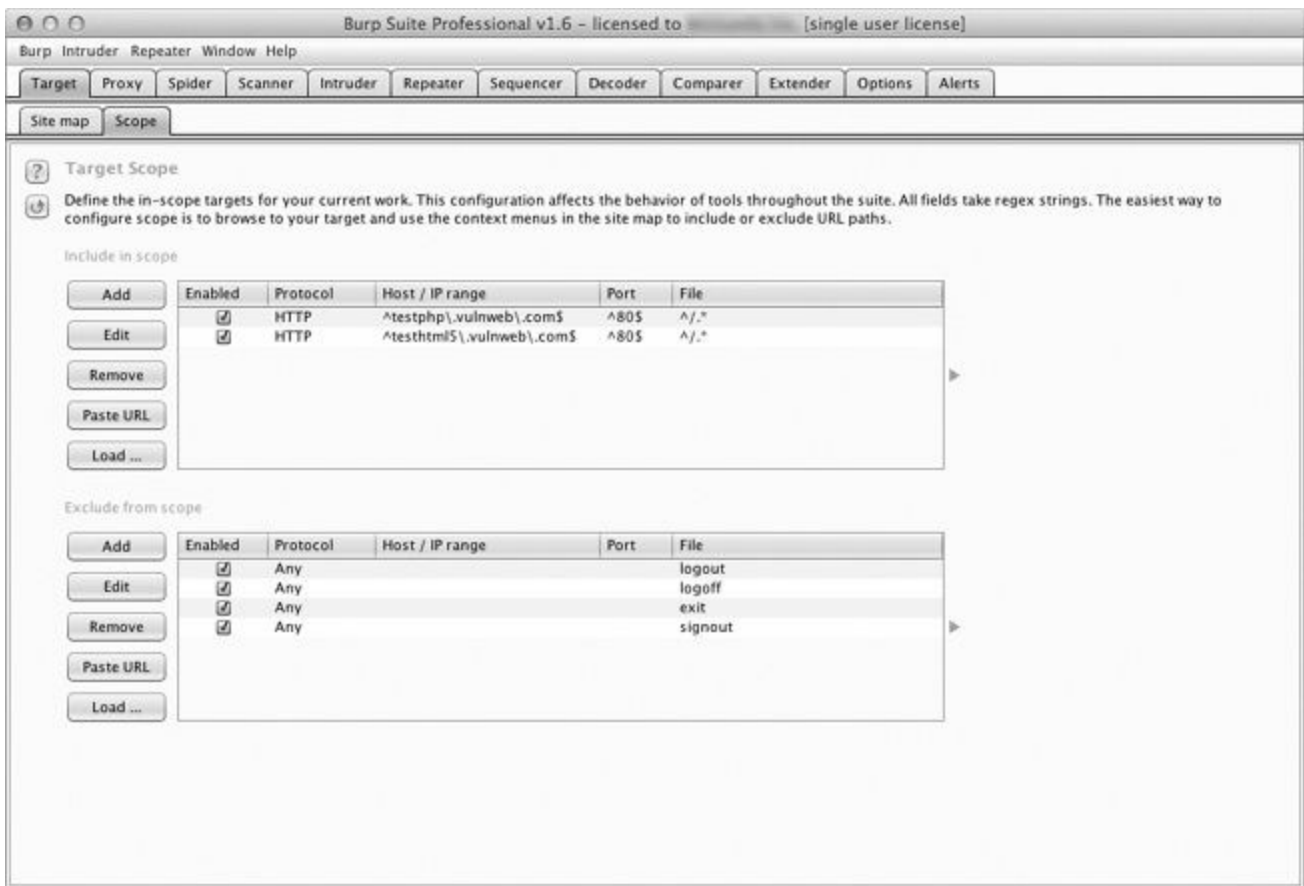 Burp Suite Professional v1.6 - licensed to [single user license]
Burp Intruder Repeater Window Help
Target Proxy Spider Scanner Intruder Repeater Sequencer Decoder Comparer Extender Options Alerts
Site map Scope
? Target Scope
Define the in-scope targets for your current work. This configuration affects the behavior of tools throughout the suite. All fields take regex strings. The easiest way to
configure scope is to browse to your target and use the context menus in the site map to include or exclude URL paths.
Include in scope
Add Enabled Protocol Host / IP range Port File
HTTP ^testphp\.vulnweb\.com$ ^80$ ^/.*
Edit HTTP ^testhtml5\.vulnweb\.com$ ^80$ ^/.*
Remove
Paste URL
Load ...
Exclude from scope
Add Enabled Protocol Host / IP range Port File
Any logout
Edit Any logoff
Any exit
Remove Any signout
Paste URL
Load ...